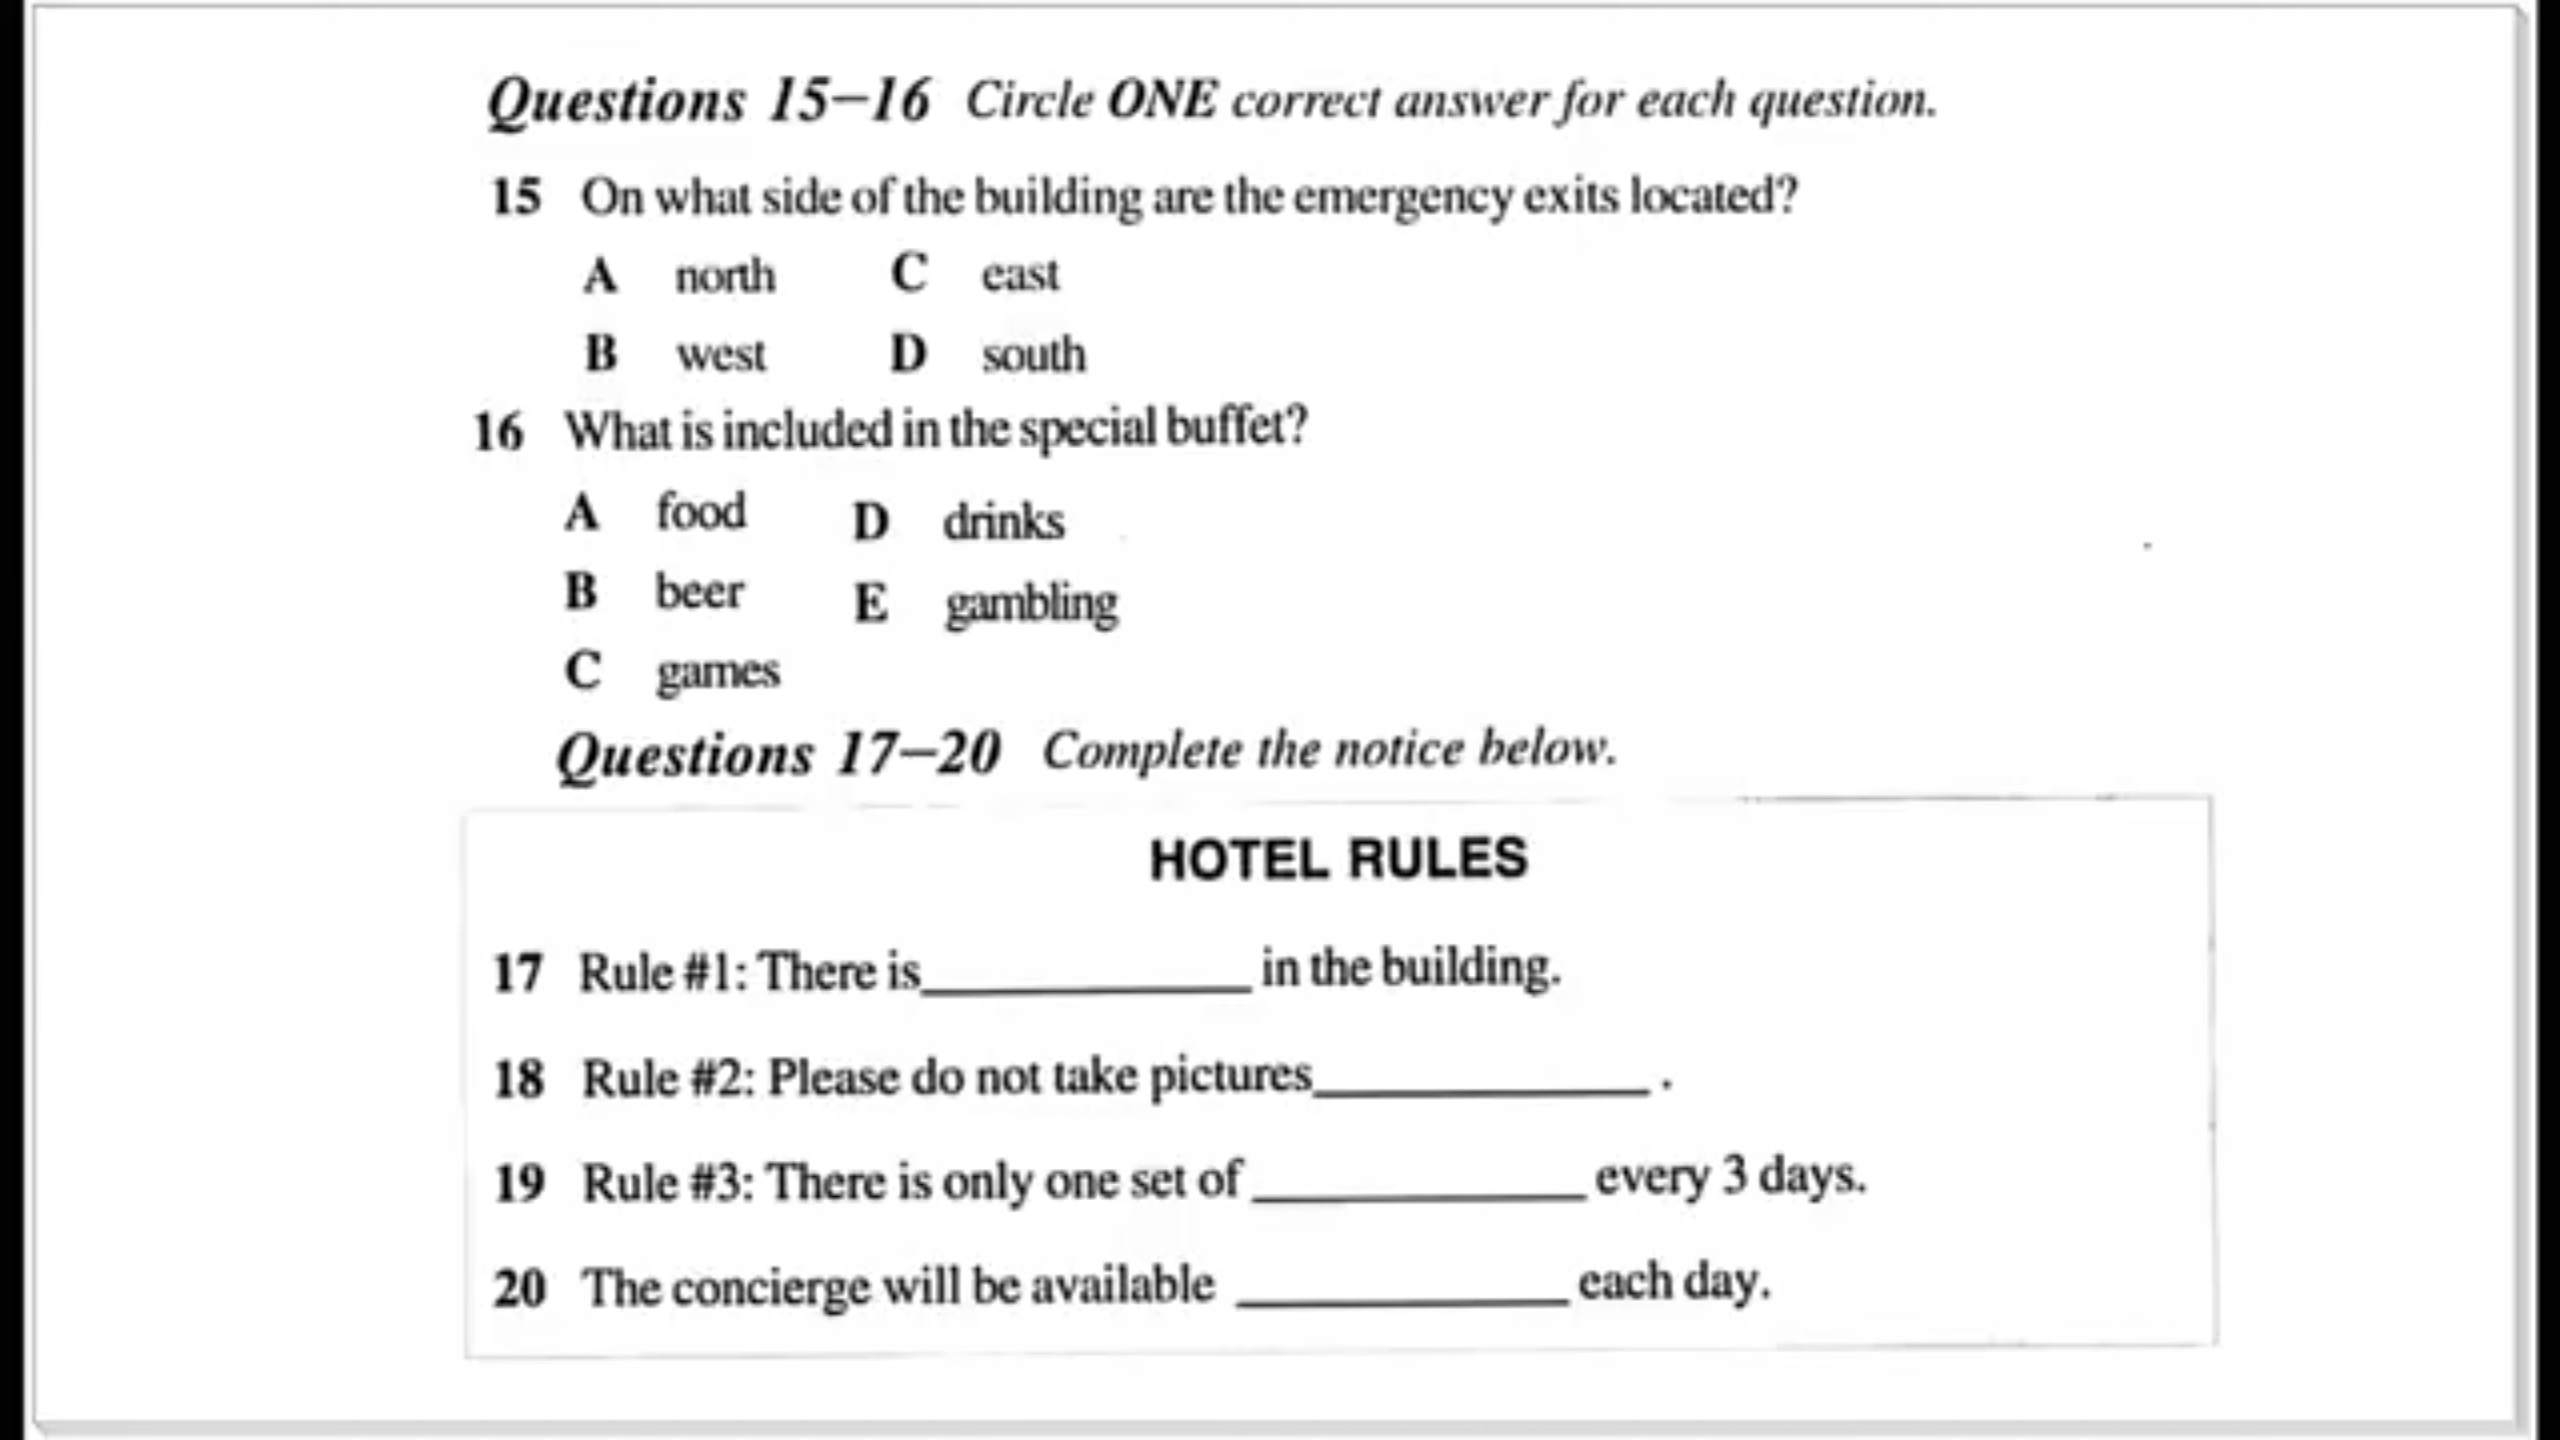 Questions 15–16 Circle ONE correct answer for each question.
15 On what side of the building are the emergency exits located?
A north C east
B west D south
16 What is included in the special buffet?
A food D drinks
B beer E gambling
C games
Questions 17–20 Complete the notice below.
HOTEL RULES
17 Rule #1: There is____________ in the building.
18 Rule #2: Please do not take pictures____________ .
19 Rule #3: There is only one set of ____________ every 3 days.
20 The concierge will be available ____________ each day.